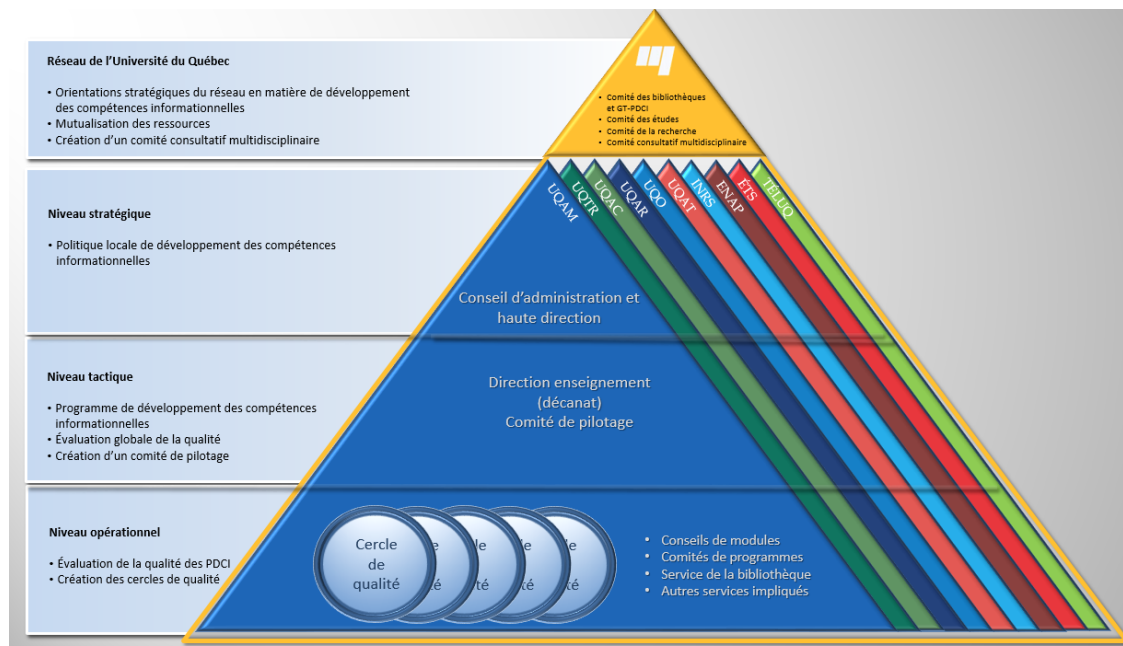 Réseau de l'Université du Québec
• Orientations stratégiques du réseau en matière de développement
des compétences informationnelles
• Mutualisation des ressources
• Création d'un comité consultatif multidisciplinaire
• Comité des bibliothèques
et GT-PDCI
• Comité des études
• Comité de la recherche
• Comité consultatif multidisciplinaire
UQAM
UQTR
UQAC
UQAR
UQO
UQAT
INRS
ENAP
ÉTS
TÉLUQ
Niveau stratégique
• Politique locale de développement des compétences
informationnelles
Conseil d'administration et
haute direction
Niveau tactique
• Programme de développement des compétences
informationnelles
• Évaluation globale de la qualité
• Création d'un comité de pilotage
Direction enseignement
(décanat)
Comité de pilotage
Niveau opérationnel
• Évaluation de la qualité des PDCI
• Création des cercles de qualité
Cercle
de
qualité
• Conseils de modules
• Comités de programmes
• Service de la bibliothèque
• Autres services impliqués